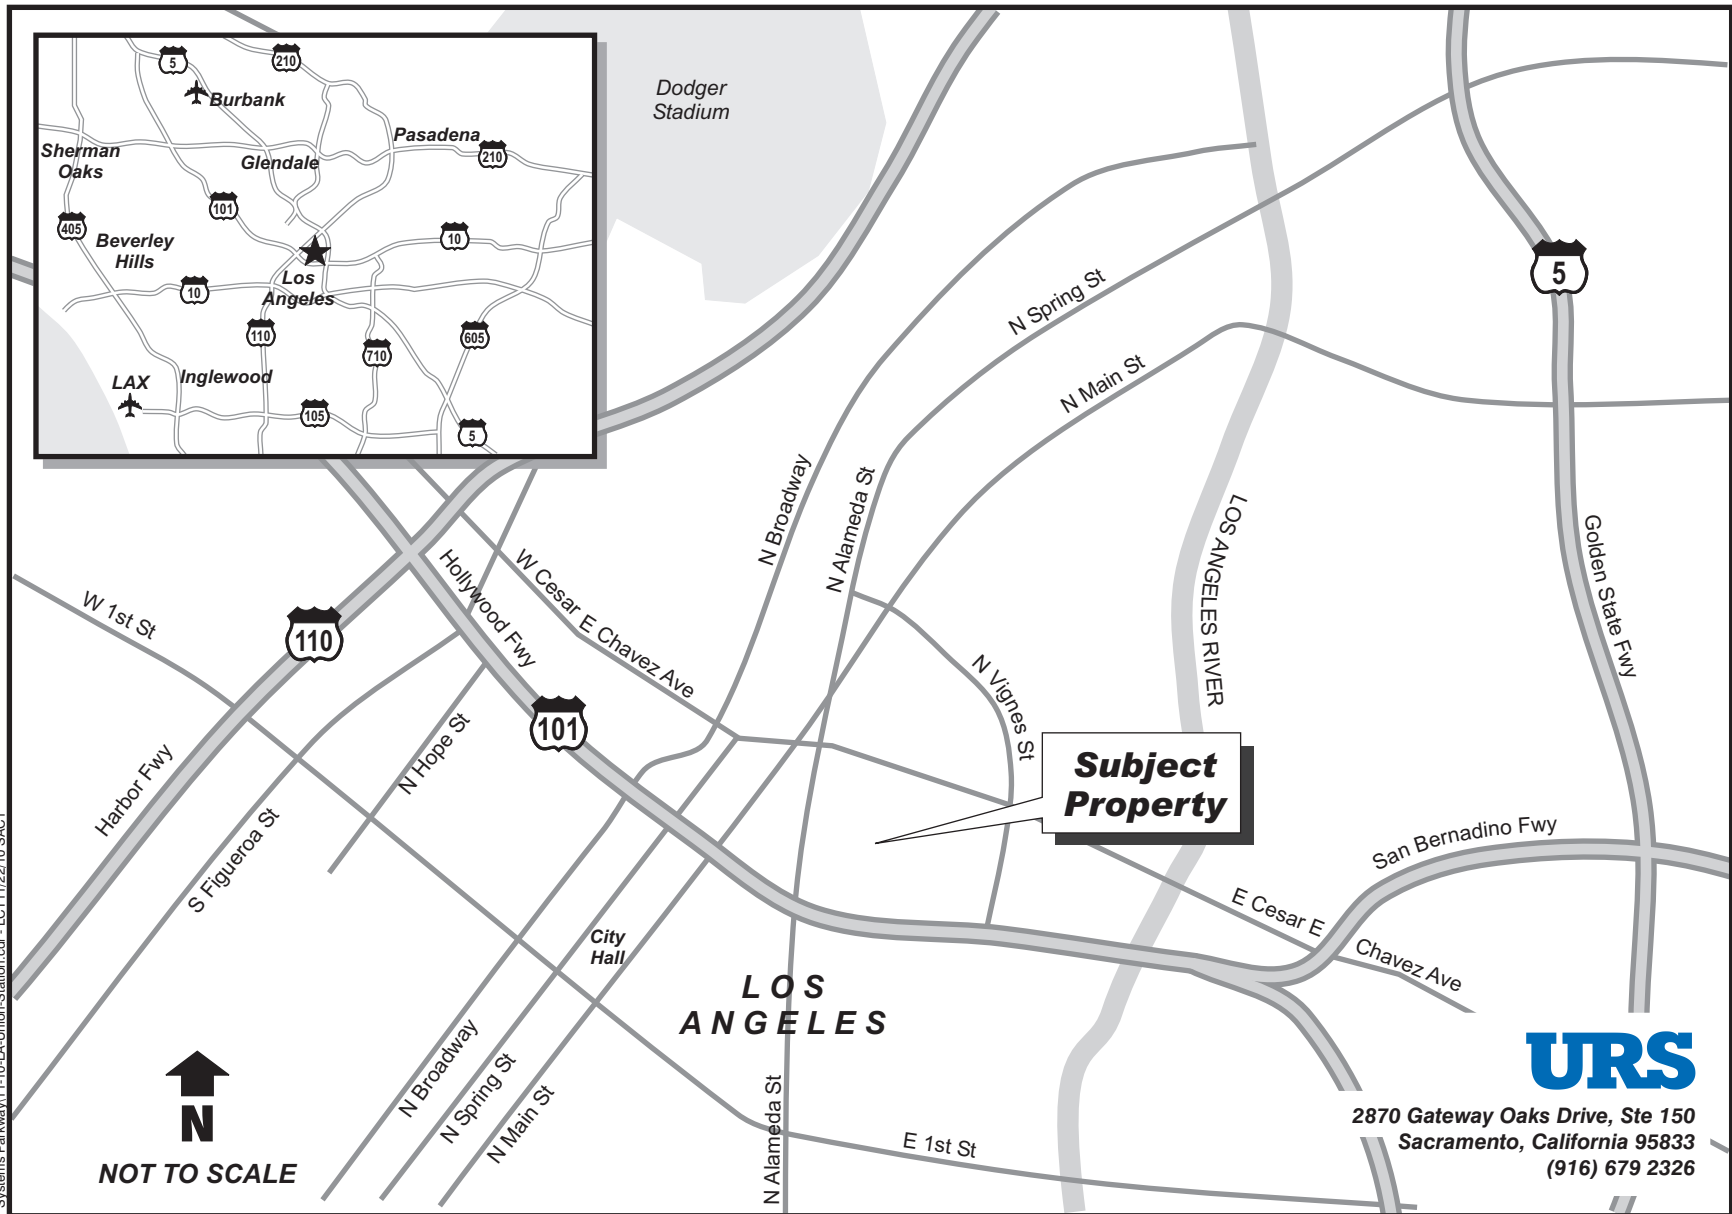 5
210
Burbank
Pasadena
210
Sherman
Oaks
Glendale
101
405
Beverley
Hills
10
10
Los
Angeles
110
710
605
LAX
Inglewood
105
5
Dodger
Stadium
5
N Spring St
N Main St
N Broadway
N Alameda St
LOS ANGELES RIVER
Golden State Fwy
W 1st St
110
Hollywood Fwy
W Cesar E Chavez Ave
N Vignes St
101
Harbor Fwy
N Hope St
S Figueroa St
Subject
Property
San Bernadino Fwy
E Cesar E
Chavez Ave
City
Hall
LOS
ANGELES
N Broadway
N Spring St
N Main St
N Alameda St
E 1st St
N
NOT TO SCALE
URS
2870 Gateway Oaks Drive, Ste 150
Sacramento, California 95833
(916) 679 2326